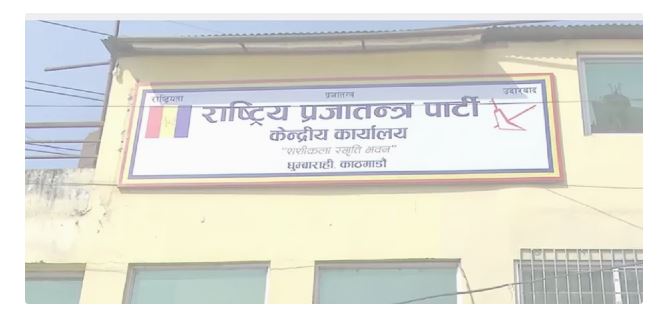 राष्ट्रियता प्रजातन्त्र उदारवाद
राष्ट्रिय प्रजातन्त्र पार्टी
केन्द्रीय कार्यालय
"शशीकला स्मृति भवन"
धुम्बाराही, काठमाडौं